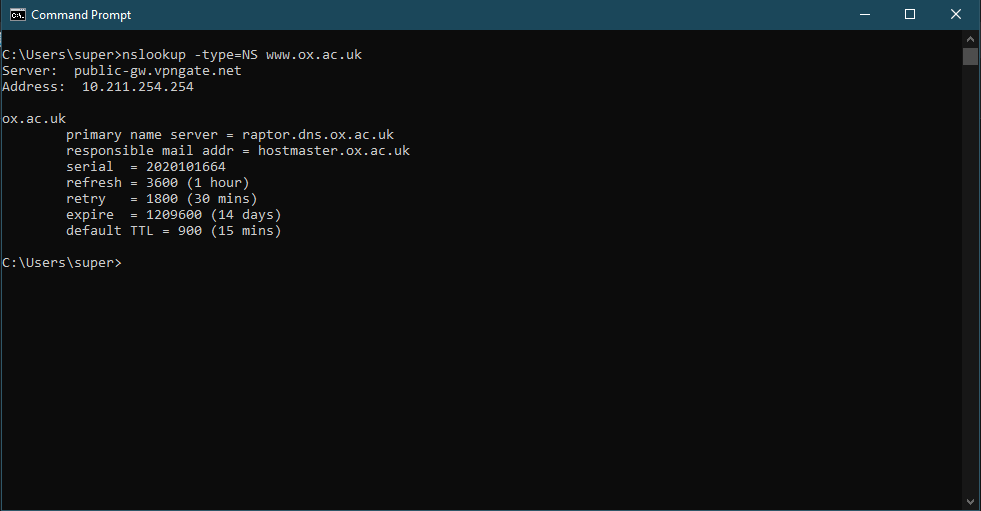 Command Prompt
C:\Users\super>nslookup -type=NS www.ox.ac.uk
Server:  public-gw.vpngate.net
Address:  10.211.254.254
ox.ac.uk
        primary name server = raptor.dns.ox.ac.uk
        responsible mail addr = hostmaster.ox.ac.uk
        serial  = 2020101664
        refresh = 3600 (1 hour)
        retry   = 1800 (30 mins)
        expire  = 1209600 (14 days)
        default TTL = 900 (15 mins)
C:\Users\super>